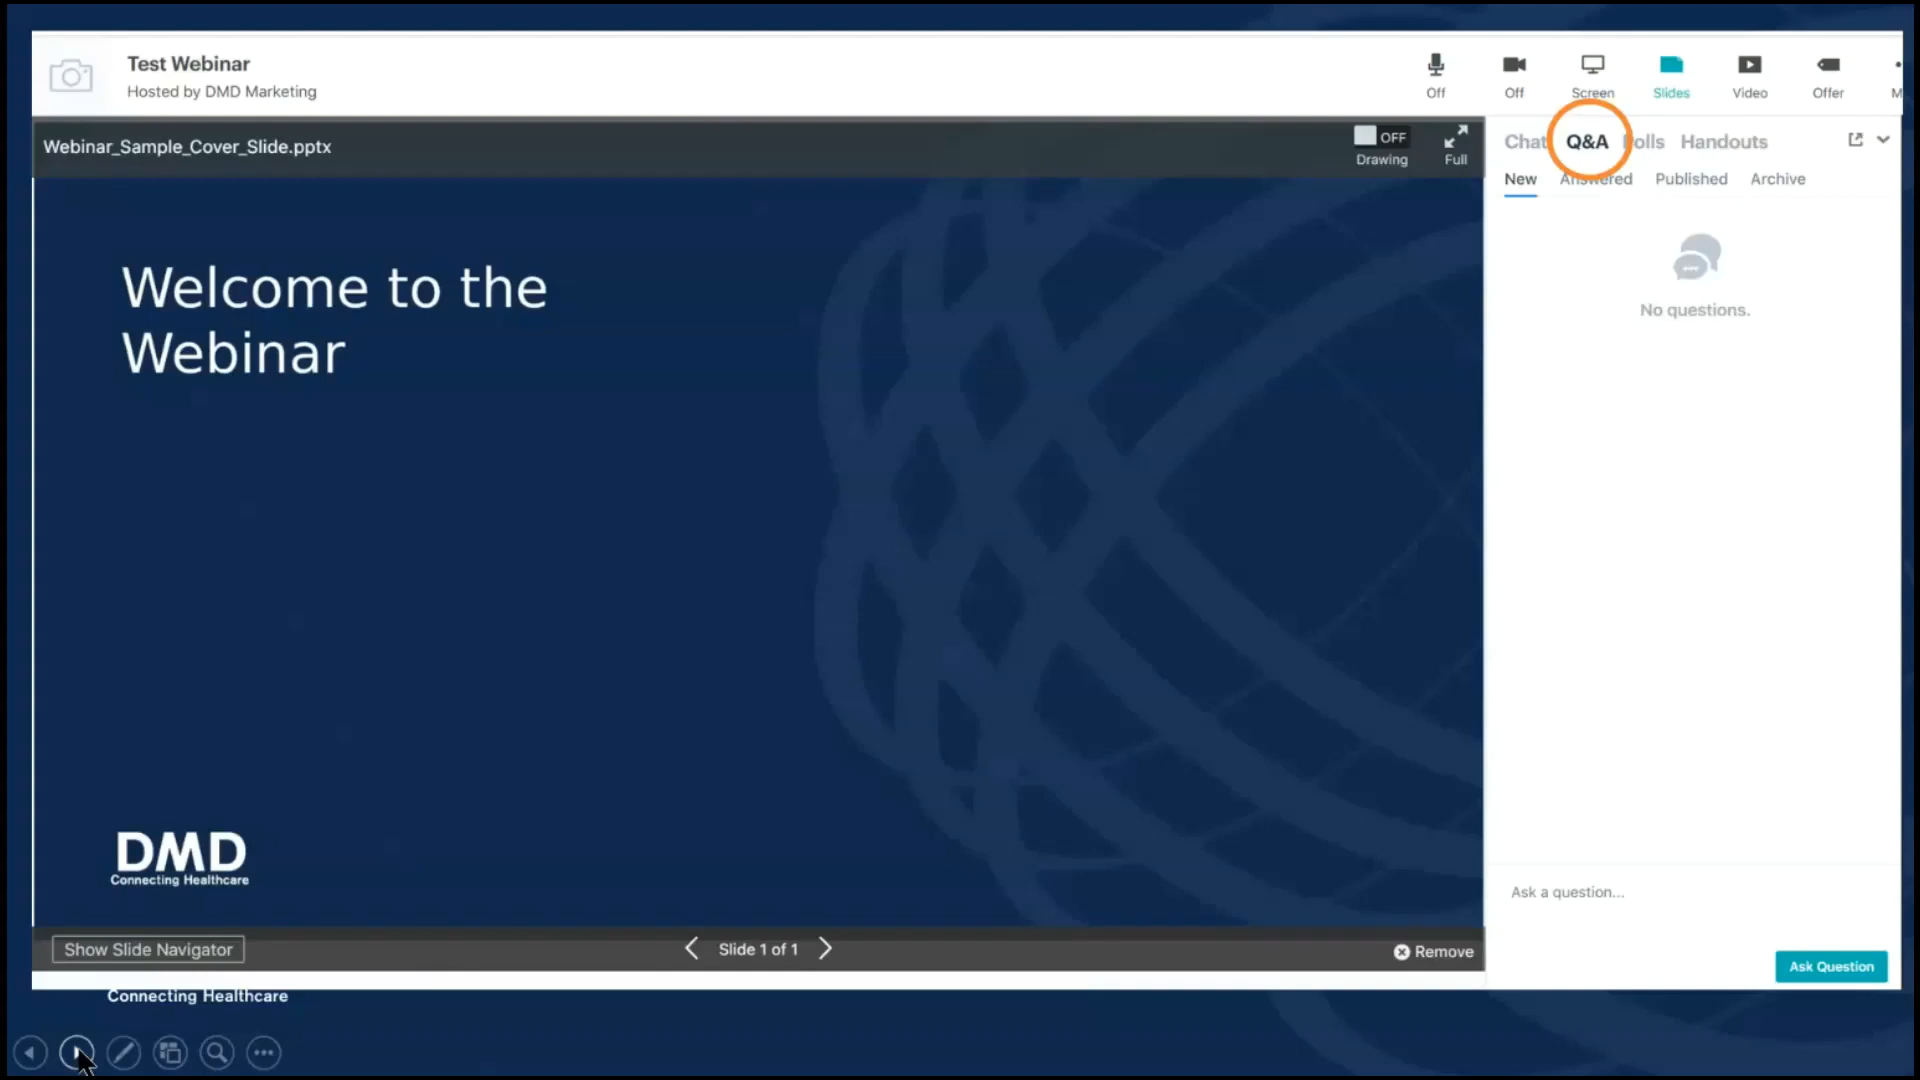 Test Webinar
Hosted by DMD Marketing
Off
Off
Screen
Slides
Video
Offer
M
Webinar_Sample_Cover_Slide.pptx
OFF
Drawing
Full
Chat Q&A olls Handouts
New Answered Published Archive
No questions.
Welcome to the
Webinar
DMD
Connecting Healthcare
Ask a question...
Show Slide Navigator
Slide 1 of 1
Remove
Ask Question
Connecting Healthcare